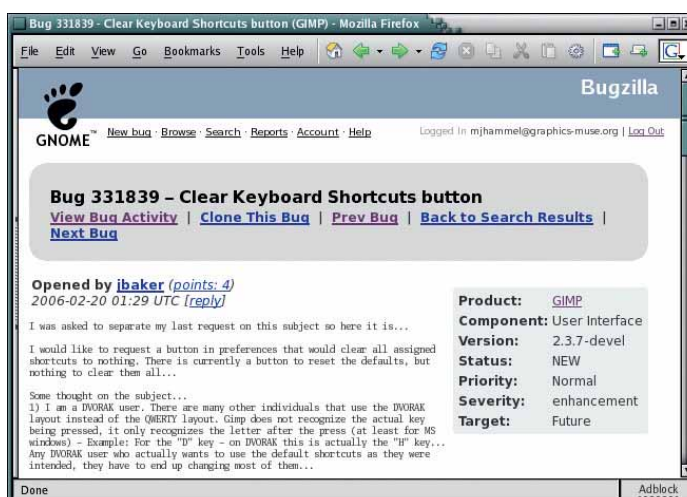 Bug 331839 - Clear Keyboard Shortcuts button (GIMP) - Mozilla Firefox
File Edit View Go Bookmarks Tools Help
G
Bugzilla
GNOME™ New bug · Browse · Search · Reports · Account · Help Logged In mjhammel@graphics-muse.org | Log Out
Bug 331839 – Clear Keyboard Shortcuts button
View Bug Activity | Clone This Bug | Prev Bug | Back to Search Results |
Next Bug
Opened by jbaker (points: 4)
2006-02-20 01:29 UTC [reply]
I was asked to separate my last request on this subject so here it is...
I would like to request a button in preferences that would clear all assigned
shortcuts to nothing. There is currently a button to reset the defaults, but
nothing to clear them all...
Some thought on the subject...
1) I am a DVORAK user. There are many other individuals that use the DVORAK
layout instead of the QWERTY layout. Gimp does not recognize the actual key
being pressed, it only recognizes the letter after the press (at least for MS
windows) - Example: For the "D" key - on DVORAK this is actually the "H" key...
Any DVORAK user who actually wants to use the default shortcuts as they were
intended, they have to end up changing most of them...
Product: GIMP
Component: User Interface
Version: 2.3.7-devel
Status: NEW
Priority: Normal
Severity: enhancement
Target: Future
Done Adblock